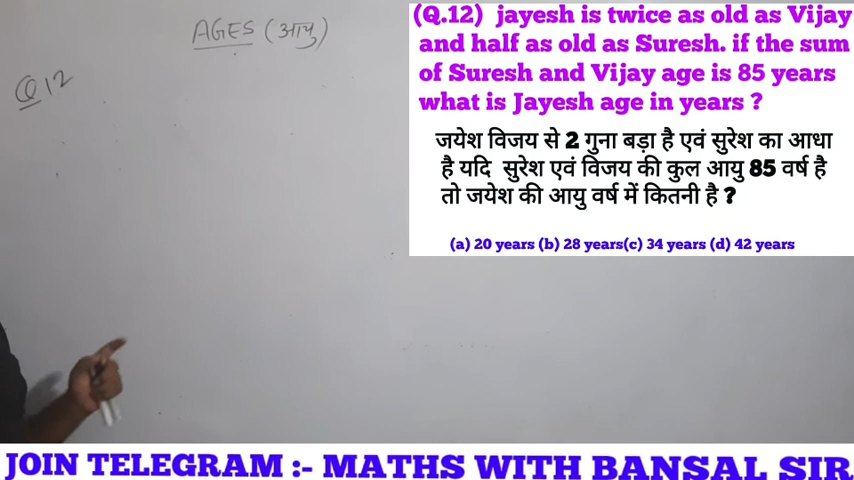 AGES (आयु)
Q 12
(Q.12) jayesh is twice as old as Vijay
and half as old as Suresh. if the sum
of Suresh and Vijay age is 85 years
what is Jayesh age in years ?
जयेश विजय से 2 गुना बड़ा है एवं सुरेश का आधा
है यदि सुरेश एवं विजय की कुल आयु 85 वर्ष है
तो जयेश की आयु वर्ष में कितनी है ?
(a) 20 years (b) 28 years(c) 34 years (d) 42 years
JOIN TELEGRAM :- MATHS WITH BANSAL SIR